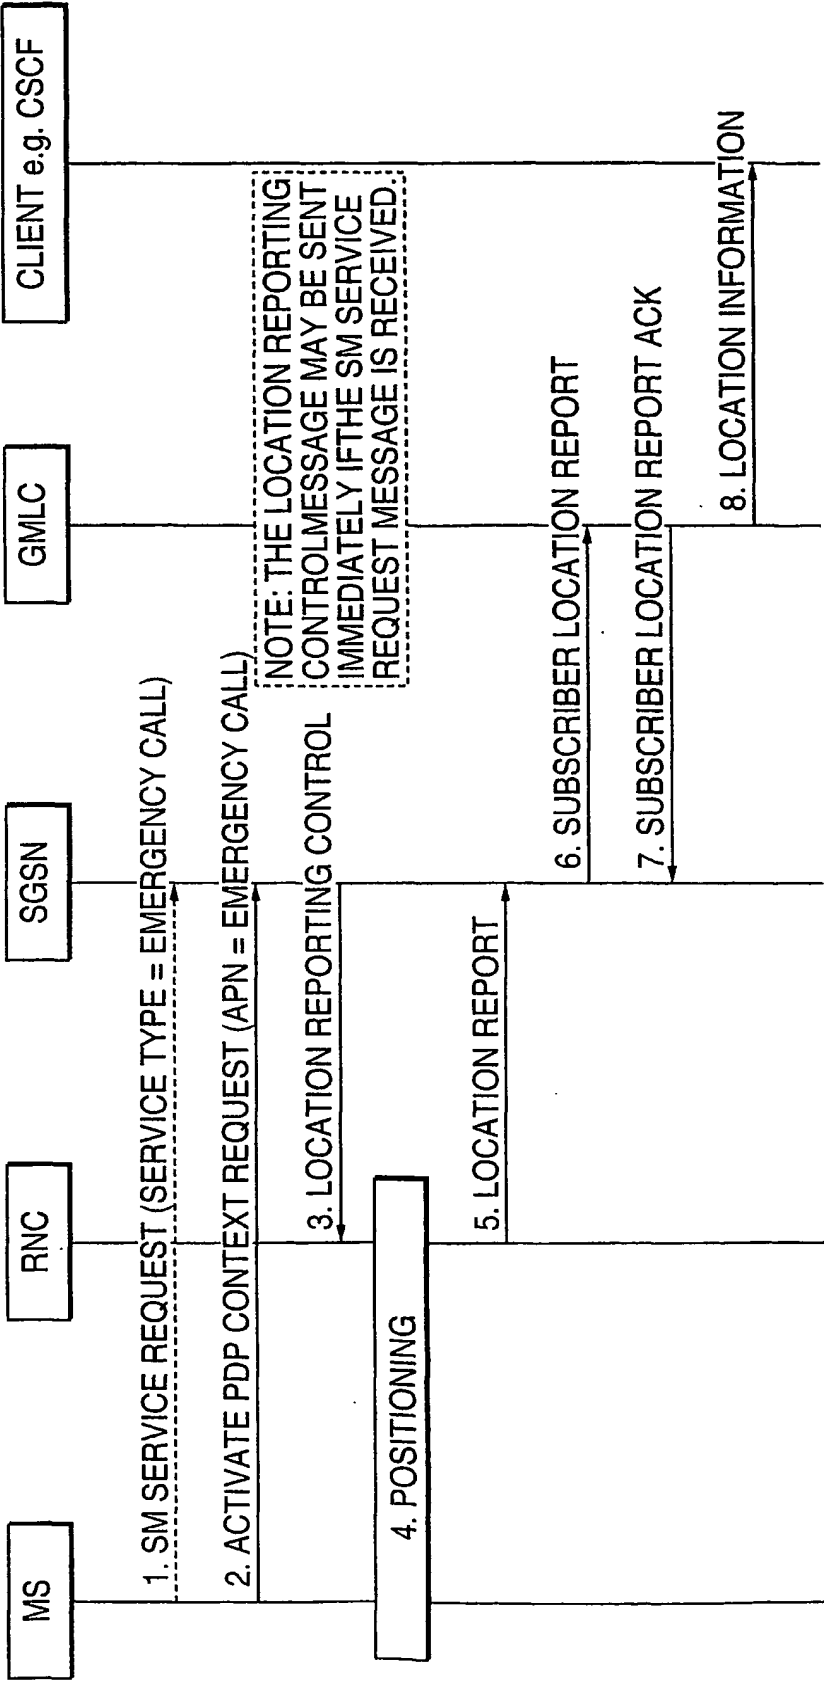 MS
RNC
SGSN
GMLC
CLIENT e.g. CSCF
1. SM SERVICE REQUEST (SERVICE TYPE = EMERGENCY CALL)
2. ACTIVATE PDP CONTEXT REQUEST (APN = EMERGENCY CALL)
NOTE: THE LOCATION REPORTING
CONTROLMESSAGE MAY BE SENT
IMMEDIATELY IFTHE SM SERVICE
REQUEST MESSAGE IS RECEIVED.
3. LOCATION REPORTING CONTROL
4. POSITIONING
5. LOCATION REPORT
6. SUBSCRIBER LOCATION REPORT
7. SUBSCRIBER LOCATION REPORT ACK
8. LOCATION INFORMATION